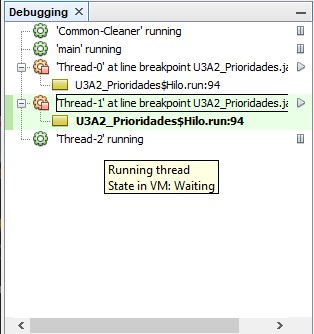 Debugging
'Common-Cleaner' running
'main' running
'Thread-0' at line breakpoint U3A2_Prioridades.ja
U3A2_Prioridades$Hilo.run:94
'Thread-1' at line breakpoint U3A2_Prioridades.ja
U3A2_Prioridades$Hilo.run:94
'Thread-2' running
Running thread
State in VM: Waiting